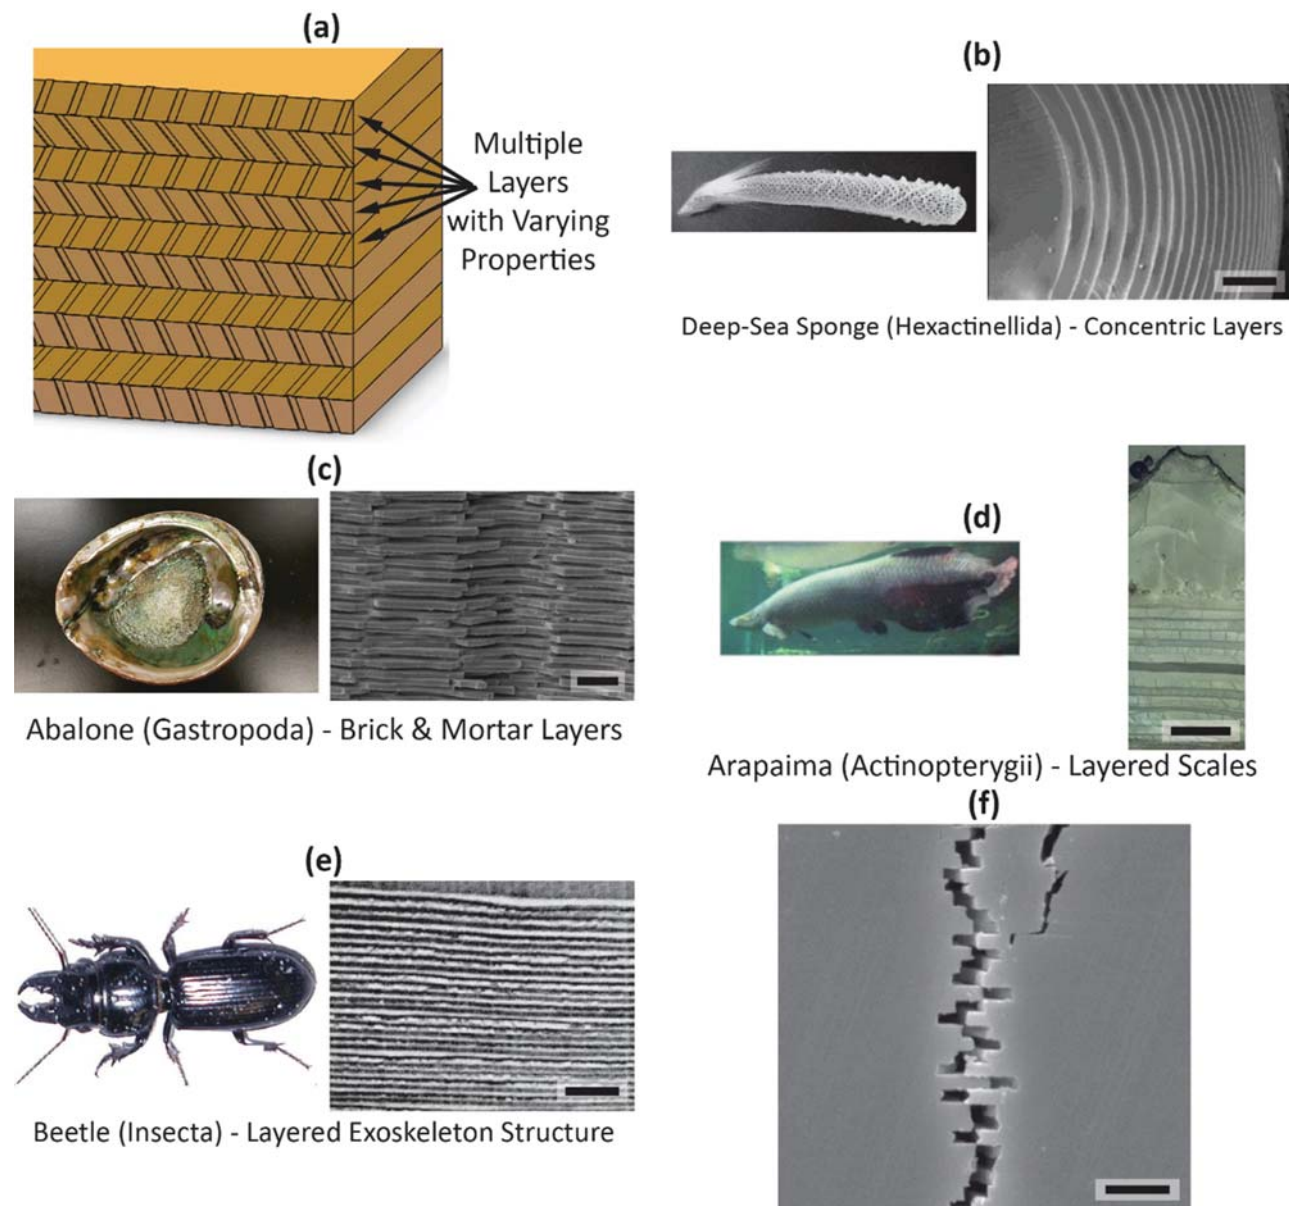 (a)
Multiple
Layers
with Varying
Properties
(b)
Deep-Sea Sponge (Hexactinellida) - Concentric Layers
(c)
Abalone (Gastropoda) - Brick & Mortar Layers
(d)
Arapaima (Actinopterygii) - Layered Scales
(e)
Beetle (Insecta) - Layered Exoskeleton Structure
(f)